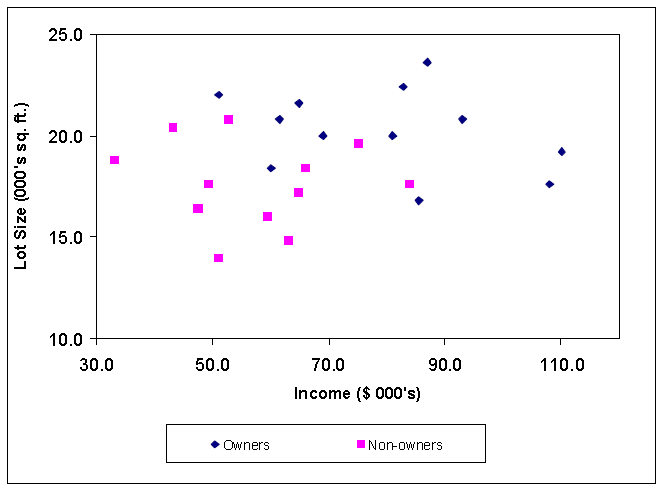 25.0
20.0
15.0
10.0
Lot Size (000's sq. ft.)
30.0 50.0 70.0 90.0 110.0
Income ($ 000's)
Owners Non-owners